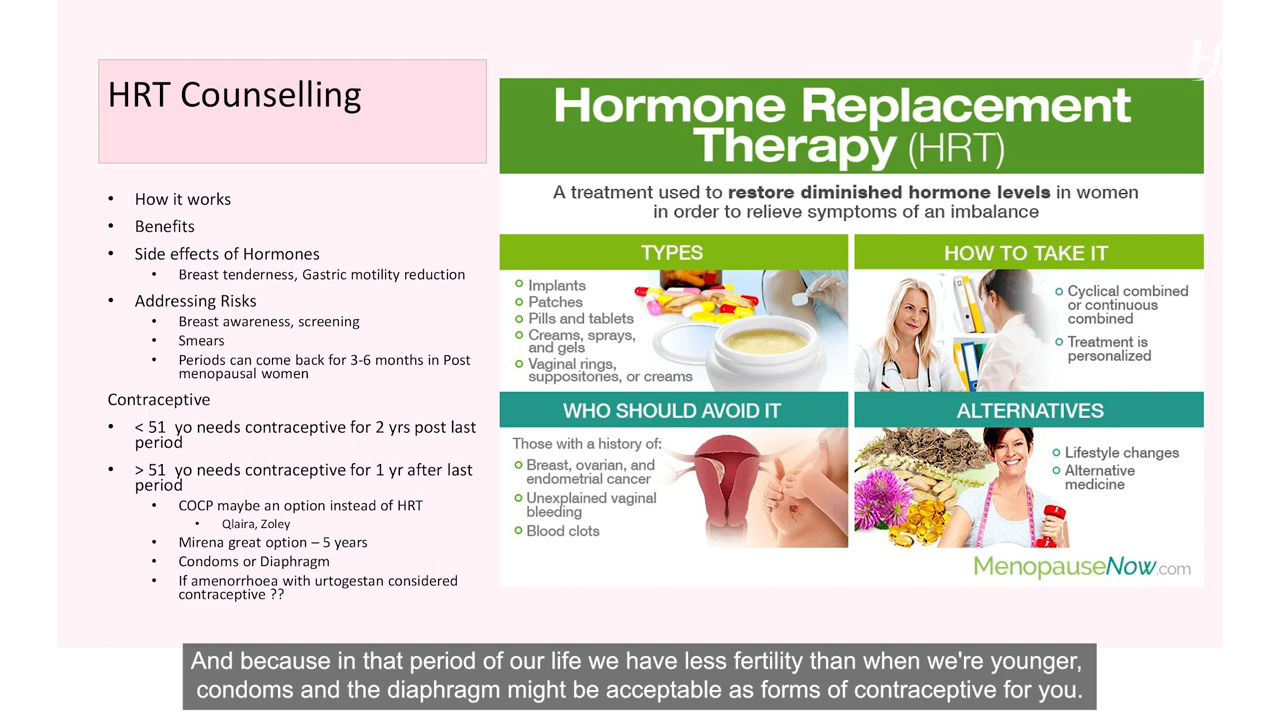 HRT Counselling
• How it works
• Benefits
• Side effects of Hormones
• Breast tenderness, Gastric motility reduction
• Addressing Risks
• Breast awareness, screening
• Smears
• Periods can come back for 3-6 months in Post
menopausal women
Contraceptive
• < 51 yo needs contraceptive for 2 yrs post last
period
• > 51 yo needs contraceptive for 1 yr after last
period
• COCP maybe an option instead of HRT
• Qlaira, Zoley
• Mirena great option – 5 years
• Condoms or Diaphragm
• If amenorrhoea with urtogestan considered
contraceptive ??
Hormone Replacement
Therapy (HRT)
A treatment used to restore diminished hormone levels in women
in order to relieve symptoms of an imbalance
TYPES
Implants
Patches
Pills and tablets
Creams, sprays,
and gels
Vaginal rings,
suppositories, or creams
HOW TO TAKE IT
Cyclical combined
or continuous
combined
Treatment is
personalized
WHO SHOULD AVOID IT
Those with a history of:
Breast, ovarian, and
endometrial cancer
Unexplained vaginal
bleeding
Blood clots
ALTERNATIVES
Lifestyle changes
Alternative
medicine
MenopauseNow.com
And because in that period of our life we have less fertility than when we're younger,
condoms and the diaphragm might be acceptable as forms of contraceptive for you.